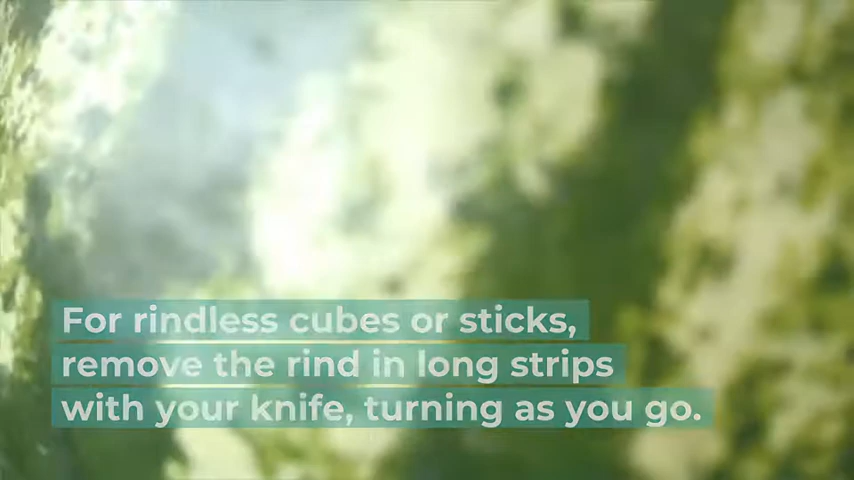 For rindless cubes or sticks,
remove the rind in long strips
with your knife, turning as you go.